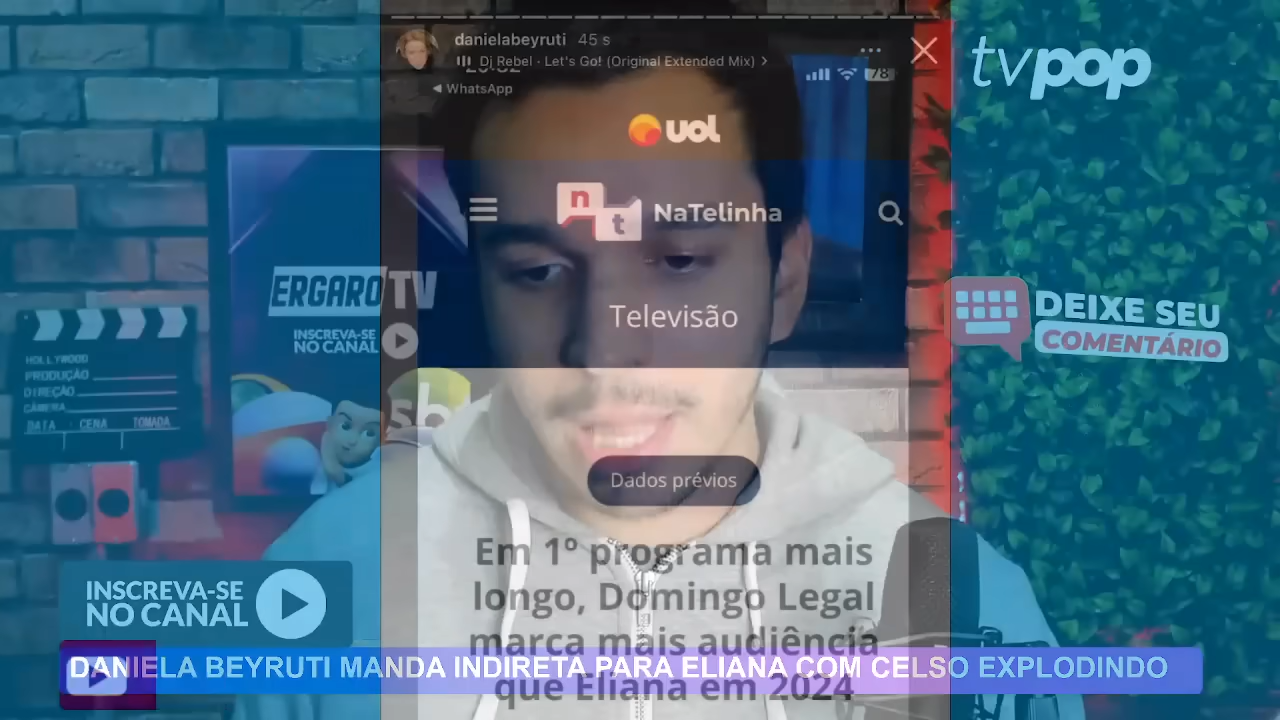 danielabeyruti 45 s
Dj Rebel · Let's Go! (Original Extended Mix) >
78
◀ WhatsApp
tvpop
uol
nt NaTelinha
ERGARO TV
INSCREVA-SE
NO CANAL
Televisão
DEIXE SEU
COMENTÁRIO
HOLLYWOOD
PRODUÇÃO
DIREÇÃO
CÂMERA
DATA CENA TOMADA
sb
Dados prévios
Em 1º programa mais
longo, Domingo Legal
marca mais audiência
que Eliana em 2024
INSCREVA-SE
NO CANAL
DANIELA BEYRUTI MANDA INDIRETA PARA ELIANA COM CELSO EXPLODINDO